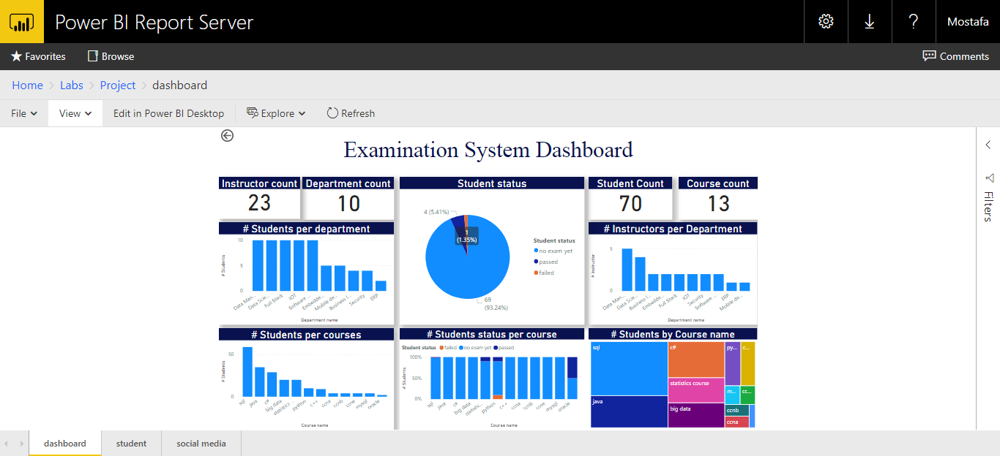 Power BI Report Server
Mostafa
Favorites
Browse
Comments
Home > Labs > Project > dashboard
File
View
Edit in Power BI Desktop
Explore
Refresh
Examination System Dashboard
Instructor count
23
Department count
10
Student status
4 (5.41%)
1
(1.35%)
69
(93.24%)
Student status
no exam yet
passed
failed
Student Count
70
Course count
13
Filters
# Students per department
# Students
10
5
0
Data Man...
Data Scie...
Full Stack
IOT
Software ...
Embedde...
Mobile de...
Business I...
Security
ERP
Department name
# Instructors per Department
# Instructor
5
0
Data Man...
Data Scie...
Business I...
Embedde...
Full Stack
IOT
Security
Software ...
ERP
Mobile de...
Department name
# Students per courses
# Students
50
0
sql
java
c#
big data
statistics ...
python
c++
ccna
ccnb
ccne
mysql
oracle
Course name
# Students status per course
Student status failed no exam yet passed
# Students
100%
50%
0%
sql
java
c#
big data
statistic...
python
c++
ccna
ccnb
ccne
mysql
oracle
Course name
# Students by Course name
sql
java
c#
statistics course
big data
py...
c...
m...
cc...
ccnb
ccna
dashboard
student
social media